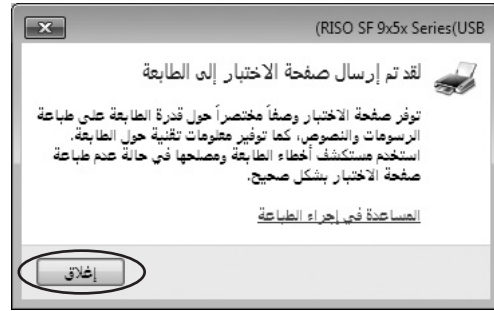 (RISO SF 9x5x Series(USB
لقد تم إرسال صفحة الاختبار إلى الطابعة
توفر صفحة الاختبار وصفاً مختصراً حول قدرة الطابعة على طباعة
الرسومات والنصوص، كما توفير معلومات تقنية حول الطابعة.
استخدم مستكشف أخطاء الطابعة ومصلحها في حالة عدم طباعة
صفحة الاختبار بشكل صحيح.
المساعدة في إجراء الطباعة
إغلاق